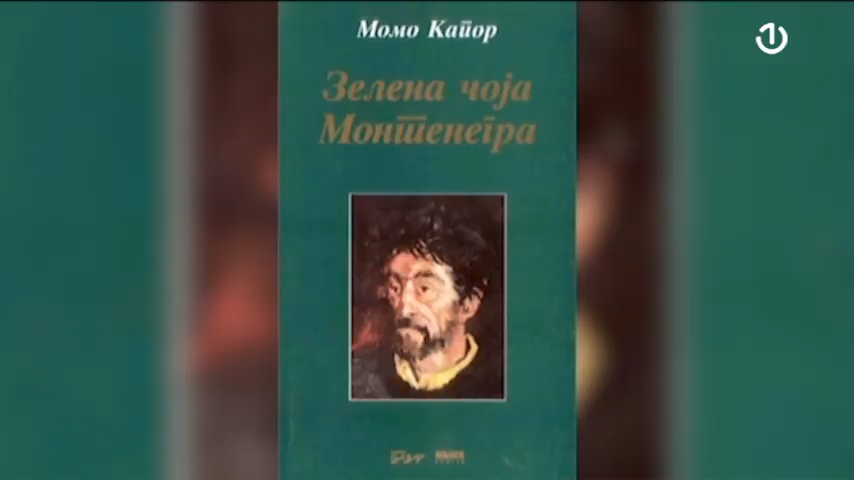 Момо Капор
Зелена чоја
Монтенегра